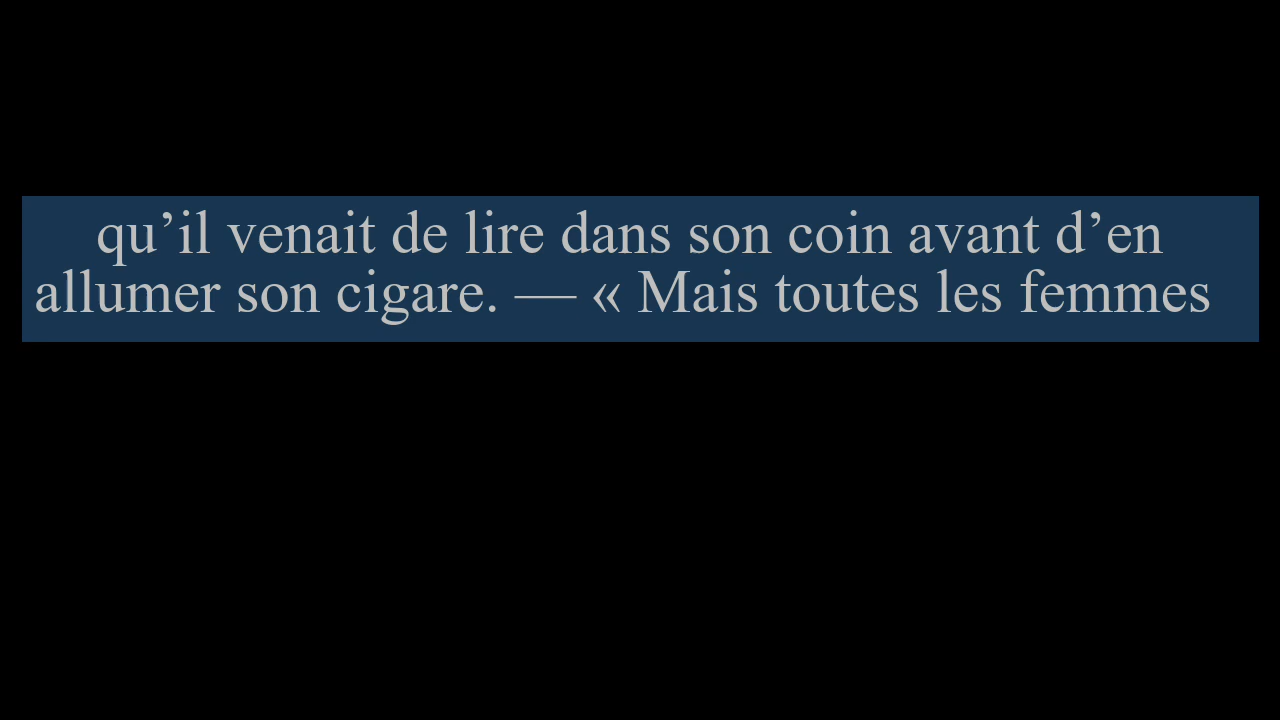 qu’il venait de lire dans son coin avant d’en
allumer son cigare. — « Mais toutes les femmes